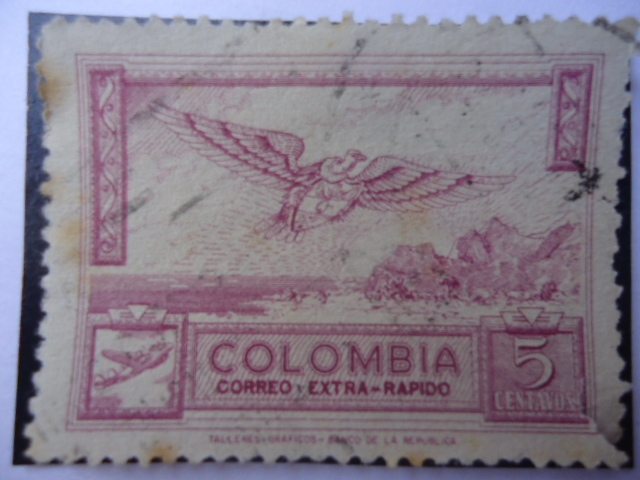 COLOMBIA
CORREO EXTRA-RAPIDO
5
CENTAVOS
TALLERES GRAFICOS - BANCO DE LA REPUBLICA